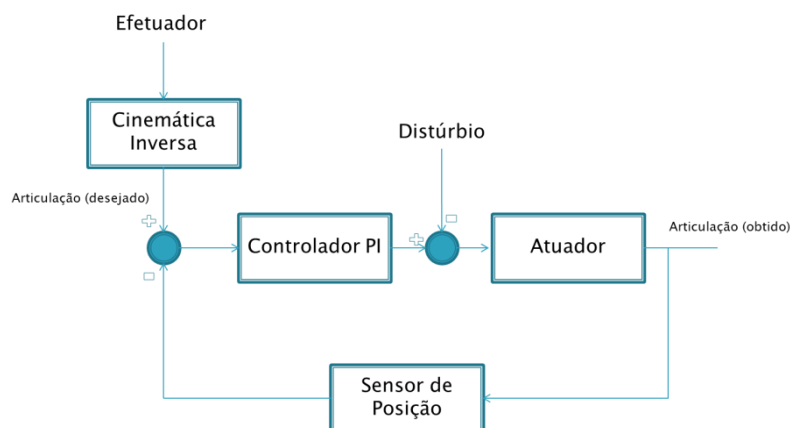 Efetuador
Cinemática
Inversa
Distúrbio
Articulação (desejado)
Articulação (obtido)
Controlador PI
Atuador
Sensor de
Posição